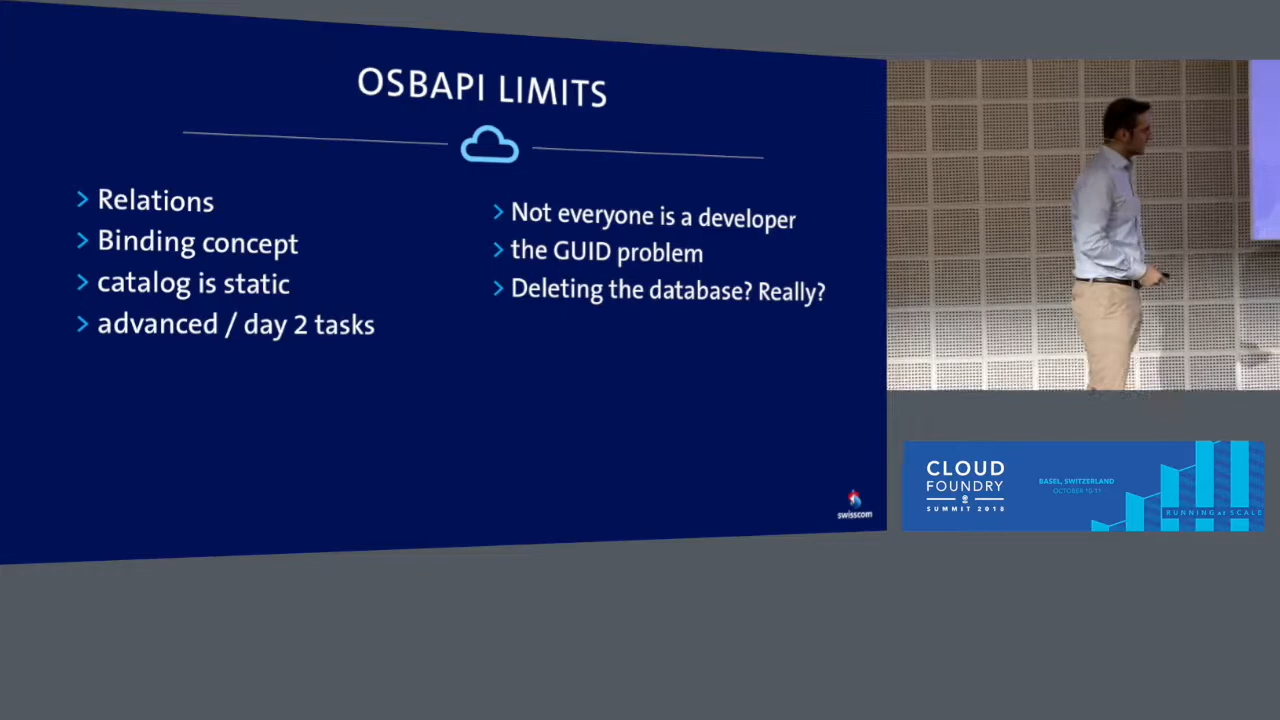 OSBAPI LIMITS
> Relations
> Binding concept
> catalog is static
> advanced / day 2 tasks
> Not everyone is a developer
> the GUID problem
> Deleting the database? Really?
swisscom
CLOUD
FOUNDRY
SUMMIT 2018
BASEL, SWITZERLAND
OCTOBER 10-11
RUNNING at SCALE